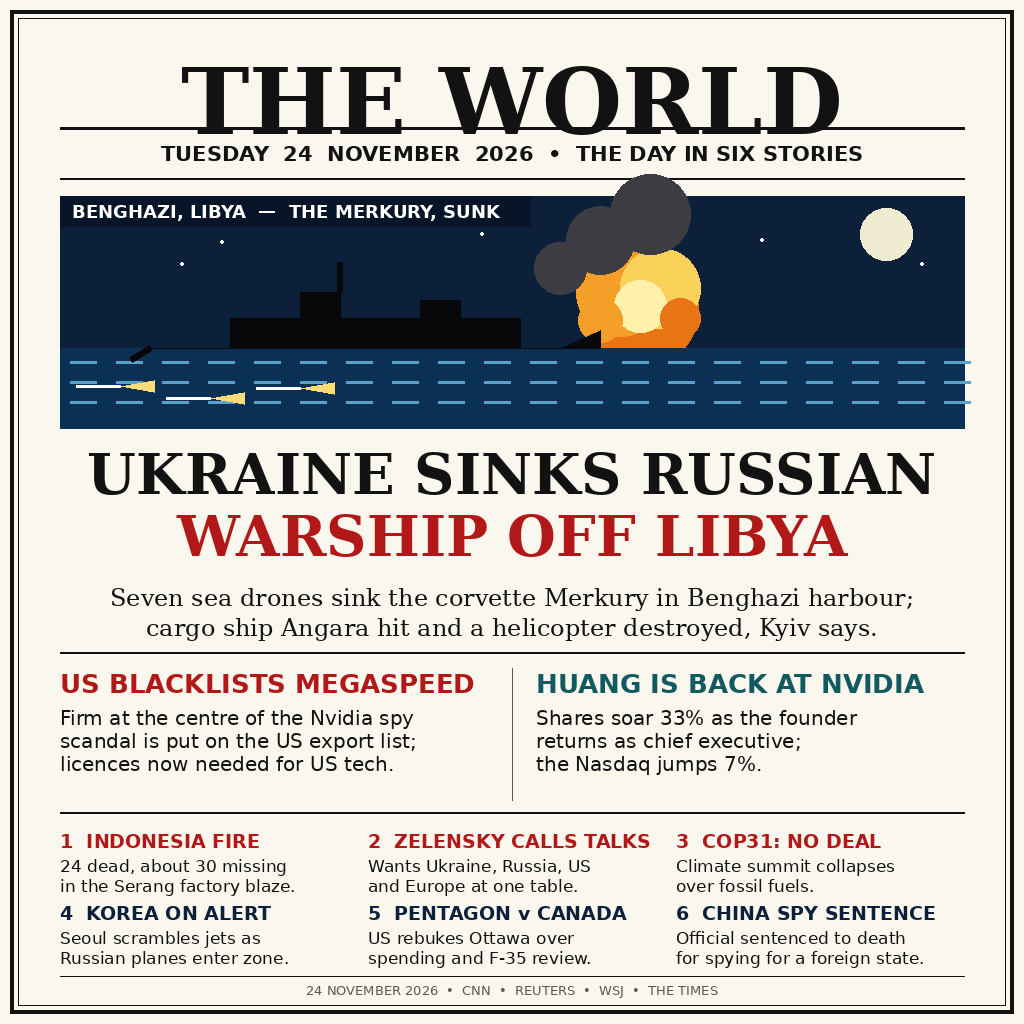 THE WORLD
TUESDAY 24 NOVEMBER 2026 • THE DAY IN SIX STORIES
BENGHAZI, LIBYA — THE MERKURY, SUNK
UKRAINE SINKS RUSSIAN
WARSHIP OFF LIBYA
Seven sea drones sink the corvette Merkury in Benghazi harbour;
cargo ship Angara hit and a helicopter destroyed, Kyiv says.
US BLACKLISTS MEGASPEED
Firm at the centre of the Nvidia spy
scandal is put on the US export list;
licences now needed for US tech.
HUANG IS BACK AT NVIDIA
Shares soar 33% as the founder
returns as chief executive;
the Nasdaq jumps 7%.
1 INDONESIA FIRE
24 dead, about 30 missing
in the Serang factory blaze.
2 ZELENSKY CALLS TALKS
Wants Ukraine, Russia, US
and Europe at one table.
3 COP31: NO DEAL
Climate summit collapses
over fossil fuels.
4 KOREA ON ALERT
Seoul scrambles jets as
Russian planes enter zone.
5 PENTAGON v CANADA
US rebukes Ottawa over
spending and F-35 review.
6 CHINA SPY SENTENCE
Official sentenced to death
for spying for a foreign state.
24 NOVEMBER 2026 • CNN • REUTERS • WSJ • THE TIMES